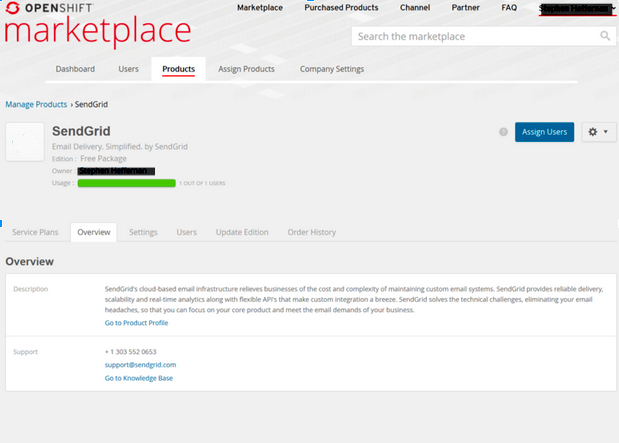 OPENSHIFT
marketplace
Marketplace Purchased Products Channel Partner FAQ
Search the marketplace
Dashboard Users Products Assign Products Company Settings
Manage Products › SendGrid
SendGrid
Email Delivery. Simplified. by SendGrid
Edition : Free Package
Owner :
Usage :
1 OUT OF 1 USERS
? Assign Users
Service Plans Overview Settings Users Update Edition Order History
Overview
Description
SendGrid's cloud-based email infrastructure relieves businesses of the cost and complexity of maintaining custom email systems. SendGrid provides reliable delivery,
scalability and real-time analytics along with flexible API's that make custom integration a breeze. SendGrid solves the technical challenges, eliminating your email
headaches, so that you can focus on your core product and meet the email demands of your business.
Go to Product Profile
Support
+ 1 303 552 0653
support@sendgrid.com
Go to Knowledge Base